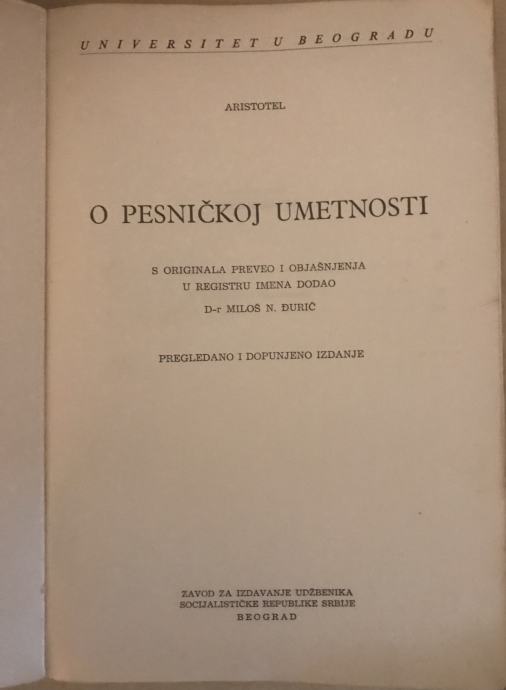 UNIVERSITET U BEOGRADU
ARISTOTEL
O PESNIČKOJ UMETNOSTI
S ORIGINALA PREVEO I OBJAŠNJENJA
U REGISTRU IMENA DODAO
D-r MILOŠ N. ĐURIČ
PREGLEDANO I DOPUNJENO IZDANJE
ZAVOD ZA IZDAVANJE UDŽBENIKA
SOCIJALISTIČKE REPUBLIKE SRBIJE
BEOGRAD